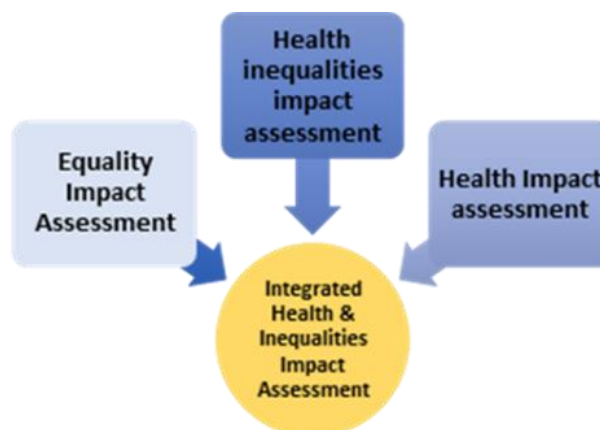 Health
inequalities
impact
assessment
Equality
Impact
Assessment
Health Impact
assessment
Integrated
Health &
Inequalities
Impact
Assessment